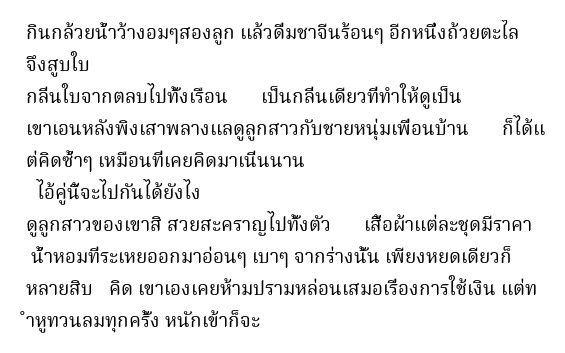 กินกล้วยน้ำว้างอมๆสองลูก แล้วดื่มชาจีนร้อนๆ อีกหนึ่งถ้วยตะไล
จึงสูบใบ
กลิ่นใบจากตลบไปทั้งเรือน เป็นกลิ่นเดียวที่ทำให้ดูเป็น
เขาเอนหลังพิงเสาพลางแลดูลูกสาวกับชายหนุ่มเพื่อนบ้าน ก็ได้แ
ต่คิดซ้ำๆ เหมือนที่เคยคิดมาเนิ่นนาน
ไอ้คู่นี้จะไปกันได้ยังไง
ดูลูกสาวของเขาสิ สวยสะคราญไปทั้งตัว เสื้อผ้าแต่ละชุดมีราคา
น้ำหอมที่ระเหยออกมาอ่อนๆ เบาๆ จากร่างนั้น เพียงหยดเดียวก็
หลายสิบ คิด เขาเองเคยห้ามปรามหล่อนเสมอเรื่องการใช้เงิน แต่ท
ำหูทวนลมทุกครั้ง หนักเข้าก็จะ